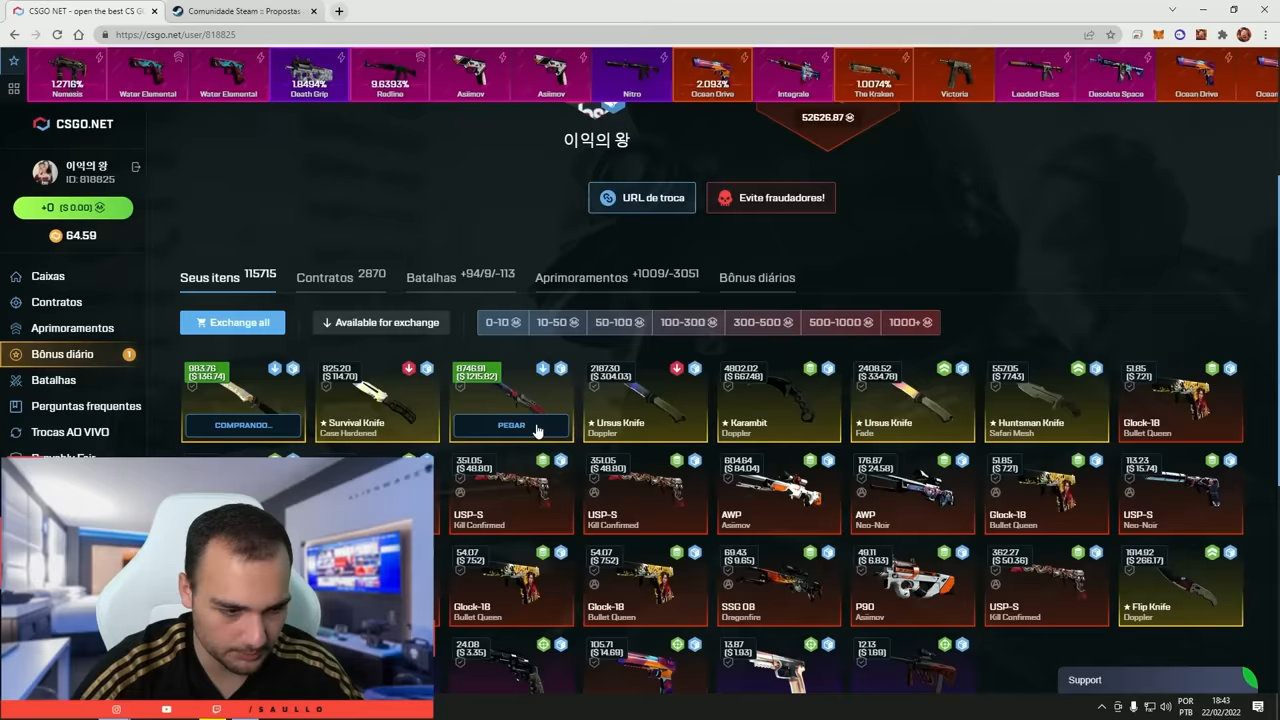 CSGO NET - open the best CS G
Comunidade Steam :: Propostas
https://csgo.net/user/818825
1.2716%
Nemesis
Water Elemental
Water Elemental
1.8494%
Death Grip
9.6393%
Redline
Asiimov
Asiimov
Nitro
2.093%
Ocean Drive
Integrale
1.0074%
The Kraken
Victoria
Leaded Glass
Desolate Space
Ocean Drive
Ocean
CSGO.NET
이익의 왕
ID: 818825
+0 ($ 0.00)
64.59
Caixas
Contratos
Aprimoramentos
Bônus diário 1
Batalhas
Perguntas frequentes
Trocas AO VIVO
52626.87
이익의 왕
URL de troca
Evite fraudadores!
Seus itens 115715
Contratos 2870
Batalhas +94/9/-113
Aprimoramentos +1009/-3051
Bônus diários
Exchange all
Available for exchange
0-10
10-50
50-100
100-300
300-500
500-1000
1000+
983.76
($ 136.74)
COMPRANDO...
825.20
($ 114.70)
★ Survival Knife
Case Hardened
8746.91
($ 1215.82)
PEGAR
2187.30
($ 304.03)
★ Ursus Knife
Doppler
4802.02
($ 667.48)
★ Karambit
Doppler
2408.52
($ 334.78)
★ Ursus Knife
Fade
557.05
($ 77.43)
★ Huntsman Knife
Safari Mesh
51.85
($ 7.21)
Glock-18
Bullet Queen
351.05
($ 48.80)
USP-S
Kill Confirmed
351.05
($ 48.80)
USP-S
Kill Confirmed
604.64
($ 84.04)
AWP
Asiimov
176.87
($ 24.58)
AWP
Neo-Noir
51.85
($ 7.21)
Glock-18
Bullet Queen
113.23
($ 15.74)
USP-S
Neo-Noir
54.07
($ 7.52)
Glock-18
Bullet Queen
54.07
($ 7.52)
Glock-18
Bullet Queen
69.43
($ 9.65)
SSG 08
Dragonfire
49.11
($ 6.83)
P90
Asiimov
362.27
($ 50.36)
USP-S
Kill Confirmed
1914.92
($ 266.17)
★ Flip Knife
Doppler
24.08
($ 3.35)
105.71
($ 14.69)
13.87
($ 1.93)
12.13
($ 1.69)
Support
ALIENWARE
/SAULLO
POR
PTB
18:43
22/02/2022